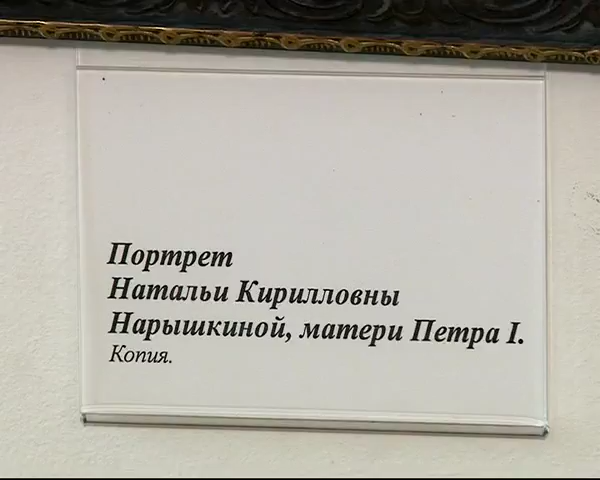 Портрет
Натальи Кирилловны
Нарышкиной, матери Петра I.
Копия.